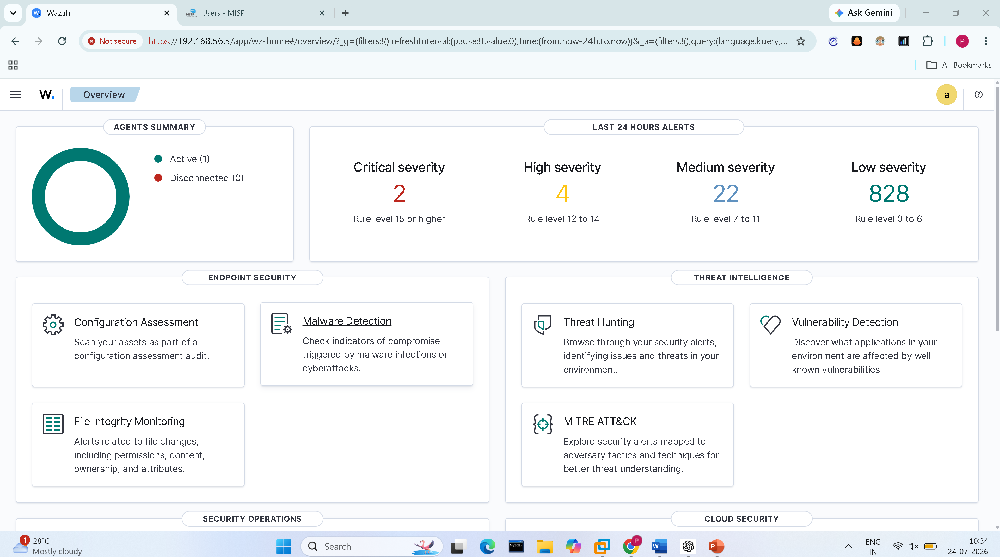 Wazuh
MISP
Users - MISP
Ask Gemini
Not secure
https://192.168.56.5/app/wz-home#/overview/?_g=(filters:!(),refreshInterval:(pause:!t,value:0),time:(from:now-24h,to:now))&_a=(filters:!(),query:(language:kuery,...
P
All Bookmarks
W.
Overview
a
AGENTS SUMMARY
Active (1)
Disconnected (0)
LAST 24 HOURS ALERTS
Critical severity
2
Rule level 15 or higher
High severity
4
Rule level 12 to 14
Medium severity
22
Rule level 7 to 11
Low severity
828
Rule level 0 to 6
ENDPOINT SECURITY
Configuration Assessment
Scan your assets as part of a
configuration assessment audit.
Malware Detection
Check indicators of compromise
triggered by malware infections or
cyberattacks.
File Integrity Monitoring
Alerts related to file changes,
including permissions, content,
ownership, and attributes.
THREAT INTELLIGENCE
Threat Hunting
Browse through your security alerts,
identifying issues and threats in your
environment.
Vulnerability Detection
Discover what applications in your
environment are affected by well-
known vulnerabilities.
MITRE ATT&CK
Explore security alerts mapped to
adversary tactics and techniques for
better threat understanding.
SECURITY OPERATIONS
CLOUD SECURITY
1
28°C
Mostly cloudy
Search
MySQL
P
W
P
ENG
IN
10:34
24-07-2026